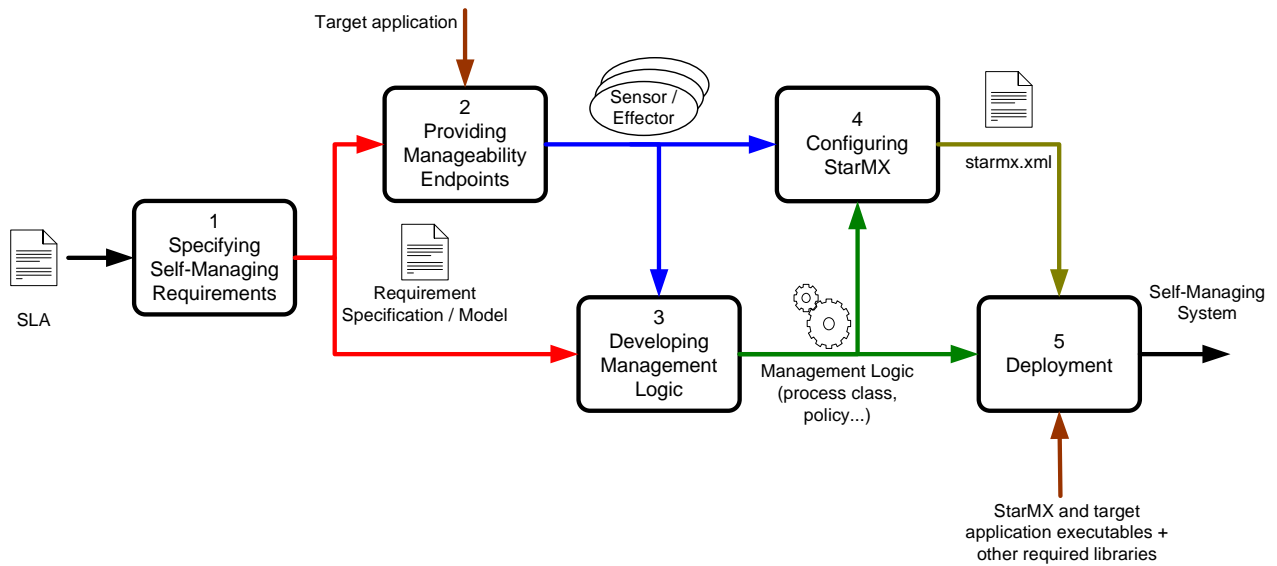 Target application
2
Providing
Manageability
Endpoints
Sensor /
Effector
4
Configuring
StarMX
starmx.xml
1
Specifying
Self-Managing
Requirements
SLA
Requirement
Specification / Model
3
Developing
Management
Logic
Management Logic
(process class,
policy...)
5
Deployment
Self-Managing
System
StarMX and target
application executables +
other required libraries